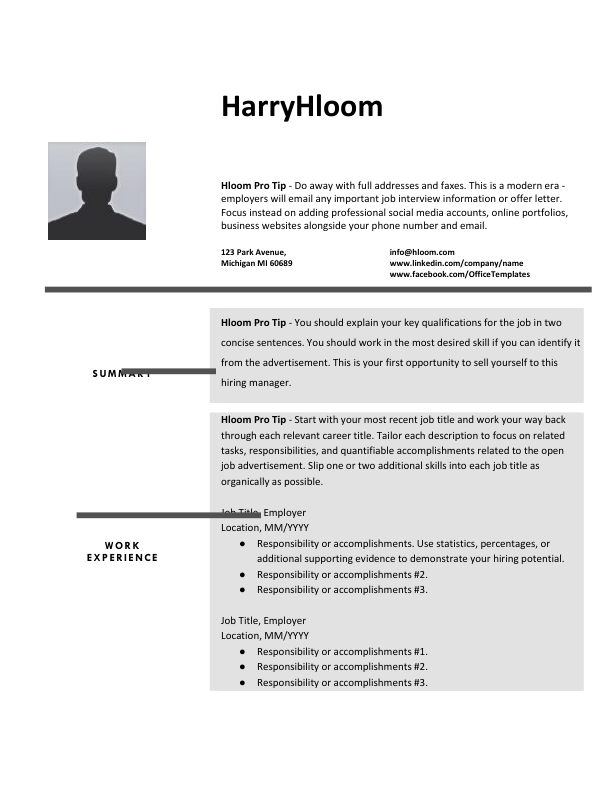 HarryHloom
Hloom Pro Tip - Do away with full addresses and faxes. This is a modern era -
employers will email any important job interview information or offer letter.
Focus instead on adding professional social media accounts, online portfolios,
business websites alongside your phone number and email.
123 Park Avenue,
Michigan MI 60689
info@hloom.com
www.linkedin.com/company/name
www.facebook.com/OfficeTemplates
SUMMARY
Hloom Pro Tip - You should explain your key qualifications for the job in two
concise sentences. You should work in the most desired skill if you can identify it
from the advertisement. This is your first opportunity to sell yourself to this
hiring manager.
WORK
EXPERIENCE
Hloom Pro Tip - Start with your most recent job title and work your way back
through each relevant career title. Tailor each description to focus on related
tasks, responsibilities, and quantifiable accomplishments related to the open
job advertisement. Slip one or two additional skills into each job title as
organically as possible.
Job Title, Employer
Location, MM/YYYY
● Responsibility or accomplishments. Use statistics, percentages, or
additional supporting evidence to demonstrate your hiring potential.
● Responsibility or accomplishments #2.
● Responsibility or accomplishments #3.
Job Title, Employer
Location, MM/YYYY
● Responsibility or accomplishments #1.
● Responsibility or accomplishments #2.
● Responsibility or accomplishments #3.